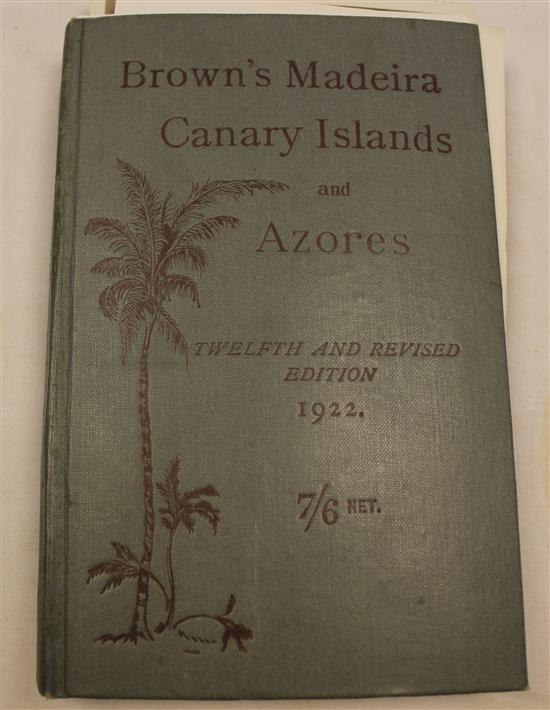 Brown's Madeira
Canary Islands
and
Azores
TWELFTH AND REVISED
EDITION
1922.
7/6 NET.